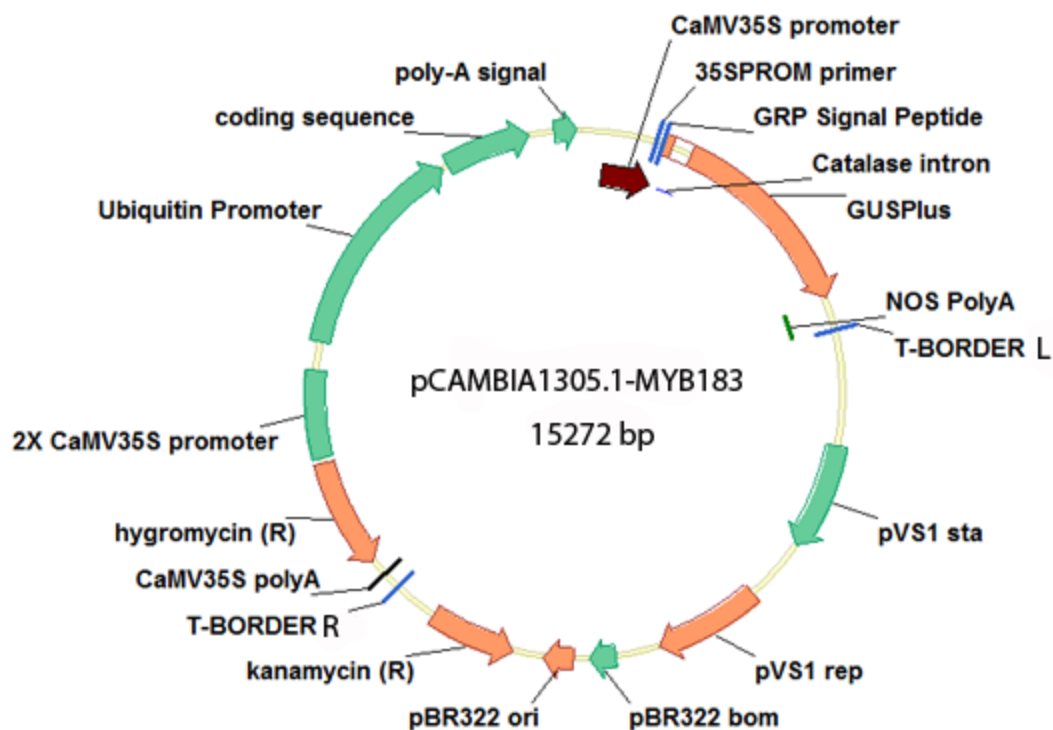 CaMV35S promoter
35SPROM primer
poly-A signal
GRP Signal Peptide
coding sequence
Catalase intron
Ubiquitin Promoter
GUSPlus
NOS PolyA
T-BORDER L
pCAMBIA1305.1-MYB183
15272 bp
2X CaMV35S promoter
hygromycin (R)
pVS1 sta
CaMV35S polyA
T-BORDER R
kanamycin (R)
pVS1 rep
pBR322 ori
pBR322 bom